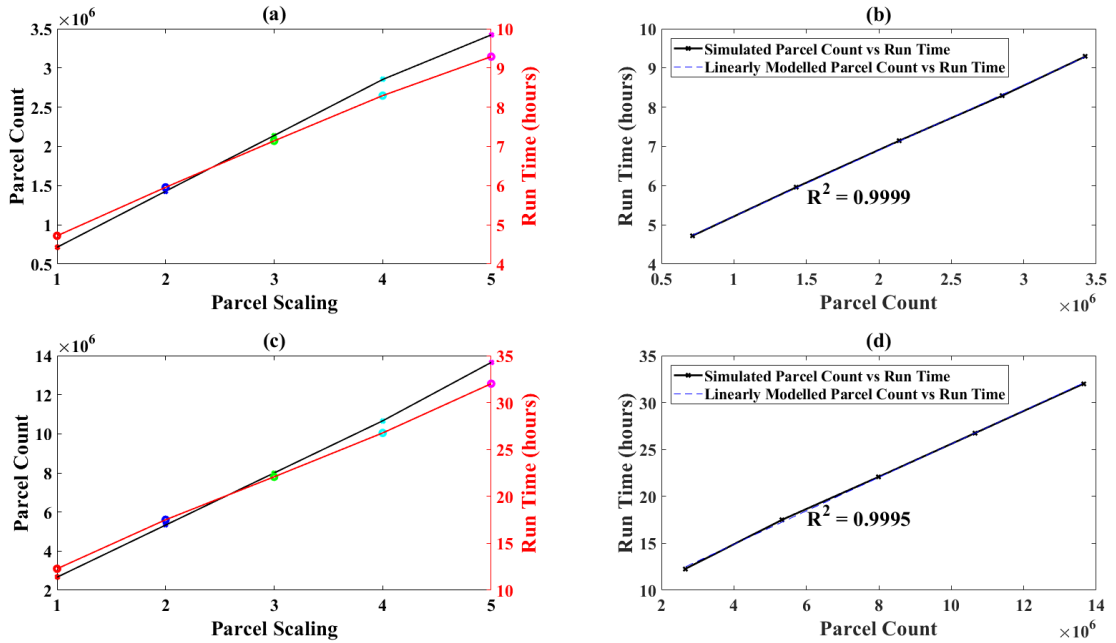 (a)
×10^6
3.5
3
2.5
2
1.5
1
0.5
Parcel Count
10
9
8
7
6
5
4
Run Time (hours)
1 2 3 4 5
Parcel Scaling
(b)
10
9
8
7
6
5
4
Run Time (hours)
Simulated Parcel Count vs Run Time
Linearly Modelled Parcel Count vs Run Time
R^2 = 0.9999
1 1.5 2 2.5 3 3.5
Parcel Count
×10^6
(c)
×10^6
14
12
10
8
6
4
2
Parcel Count
35
30
25
20
15
10
Run Time (hours)
1 2 3 4 5
Parcel Scaling
(d)
35
30
25
20
15
10
Run Time (hours)
Simulated Parcel Count vs Run Time
Linearly Modelled Parcel Count vs Run Time
R^2 = 0.9995
2 4 6 8 10 12 14
Parcel Count
×10^6